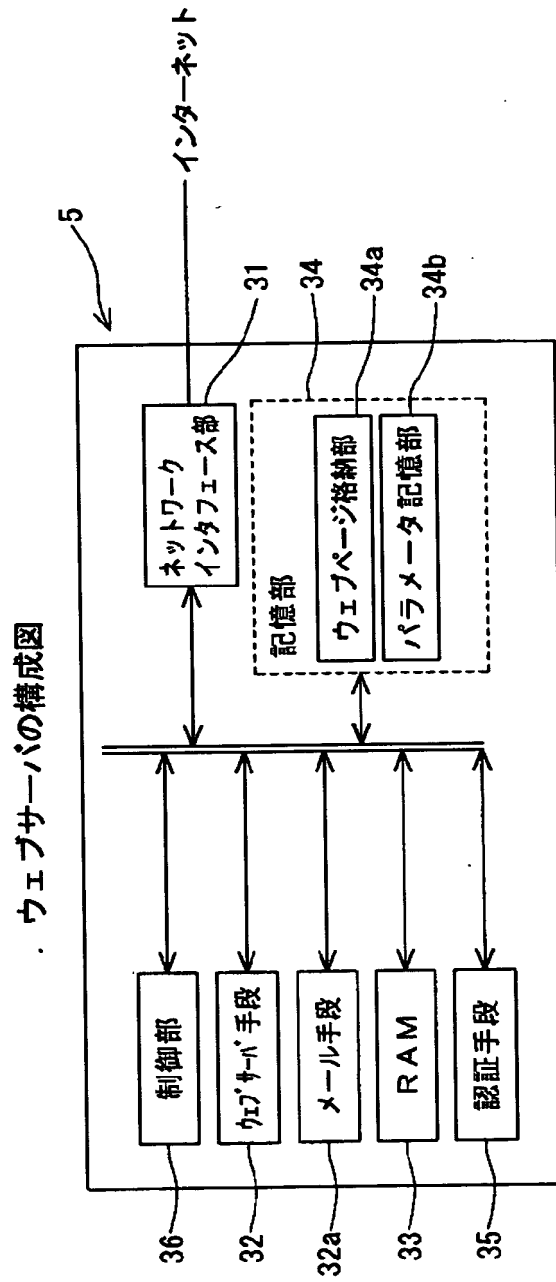 ウェブサーバの構成図
5
インターネット
36
制御部
ネットワーク
インタフェース部
31
32
ウェブサーバ手段
32a
メール手段
記憶部
34
ウェブページ格納部
34a
パラメータ記憶部
34b
33
RAM
35
認証手段